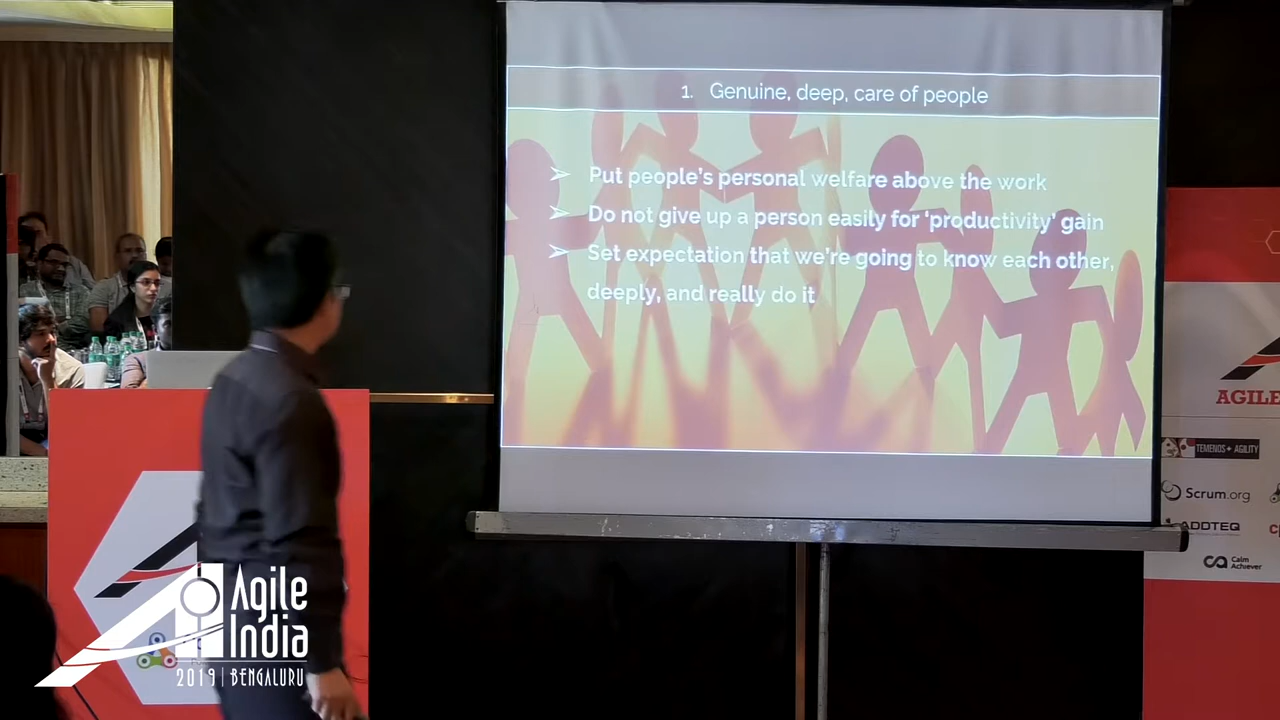 1. Genuine, deep, care of people
➢ Put people's personal welfare above the work
➢ Do not give up a person easily for 'productivity' gain
➢ Set expectation that we're going to know each other,
deeply, and really do it
AGILE
TEMENOS + AGILITY
Scrum.org
ADDTEQ
Calm
Achiever
Agile
India
2019 | BENGALURU